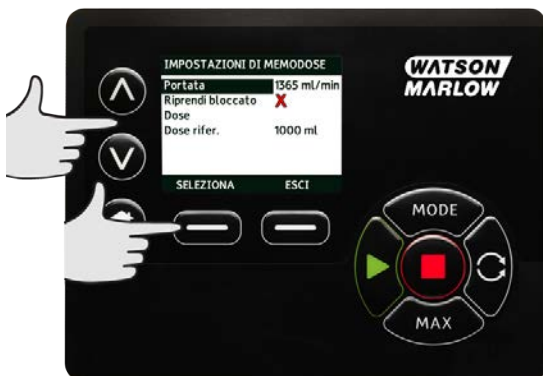 IMPOSTAZIONI DI MEMODOSE
Portata 1365 ml/min
Riprendi bloccato X
Dose
Dose rifer. 1000 ml
SELEZIONA ESCI
WATSON
MARLOW
MODE
MAX